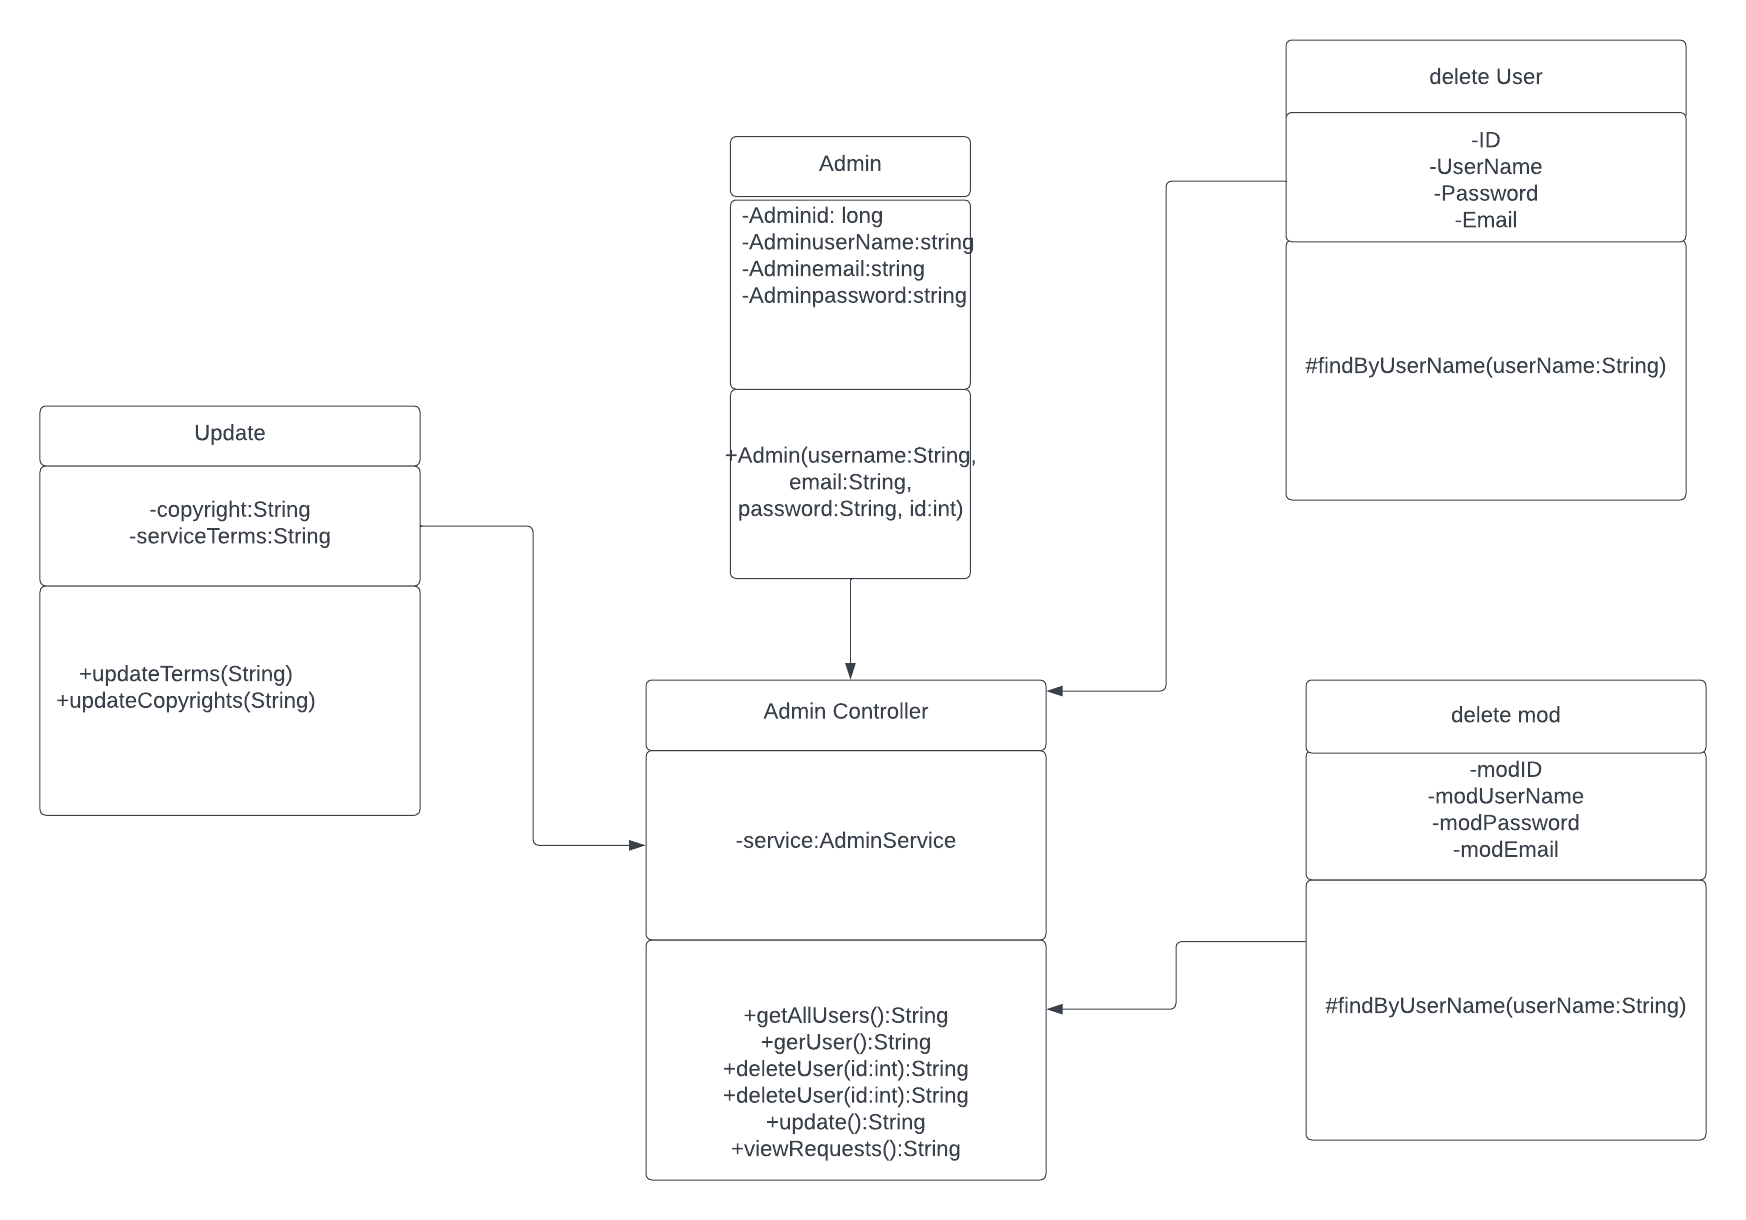 delete User
-ID
-UserName
-Password
-Email
#findByUserName(userName:String)
Admin
-Adminid: long
-AdminuserName:string
-Adminemail:string
-Adminpassword:string
+Admin(username:String,
email:String,
password:String, id:int)
Update
-copyright:String
-serviceTerms:String
+updateTerms(String)
+updateCopyrights(String)
Admin Controller
-service:AdminService
+getAllUsers():String
+gerUser():String
+deleteUser(id:int):String
+deleteUser(id:int):String
+update():String
+viewRequests():String
delete mod
-modID
-modUserName
-modPassword
-modEmail
#findByUserName(userName:String)